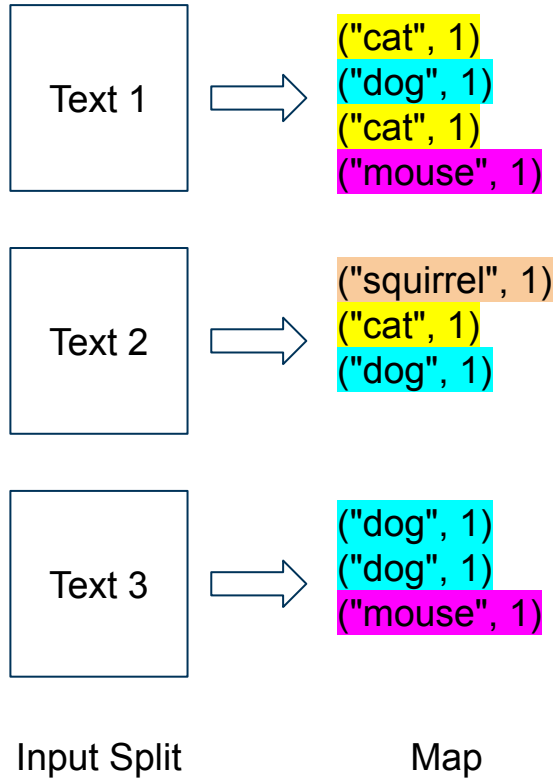 Text 1
("cat", 1)
("dog", 1)
("cat", 1)
("mouse", 1)
Text 2
("squirrel", 1)
("cat", 1)
("dog", 1)
Text 3
("dog", 1)
("dog", 1)
("mouse", 1)
Input Split
Map